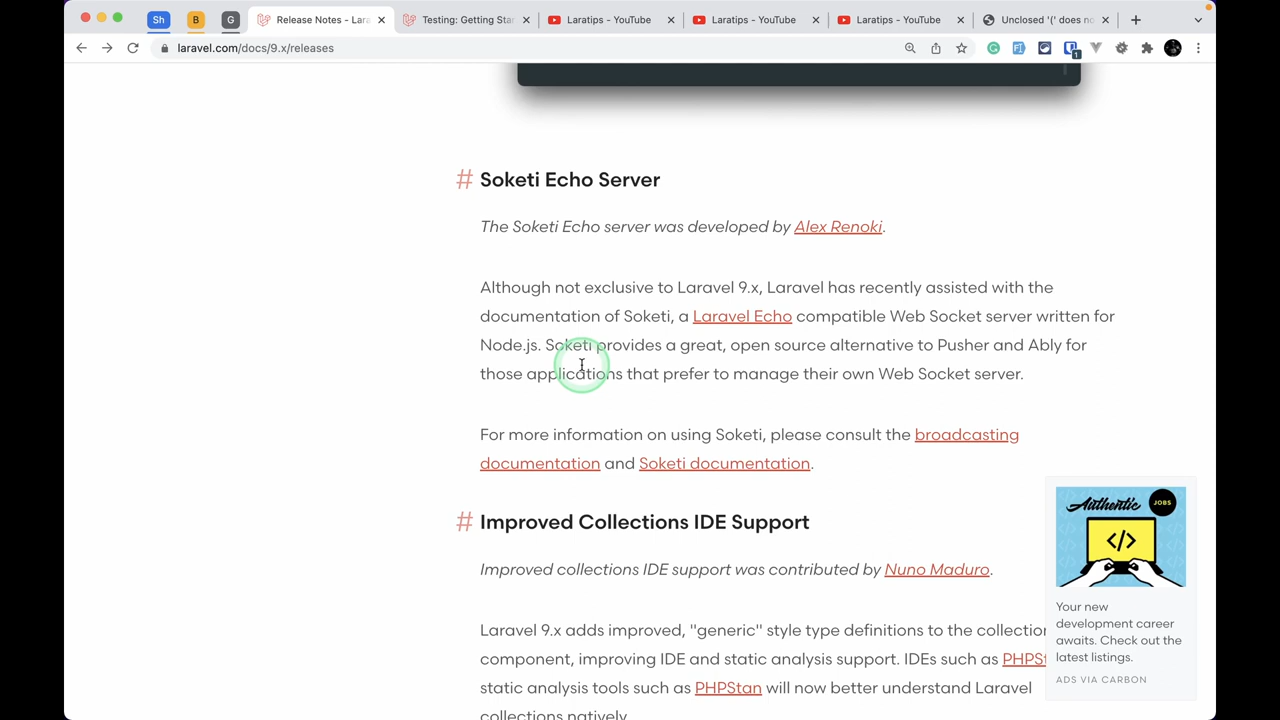 Sh
B
G
Release Notes - Lara
Testing: Getting Star
Laratips - YouTube
Laratips - YouTube
Laratips - YouTube
Unclosed '(' does no
laravel.com/docs/9.x/releases
1
# Soketi Echo Server
The Soketi Echo server was developed by Alex Renoki.
Although not exclusive to Laravel 9.x, Laravel has recently assisted with the
documentation of Soketi, a Laravel Echo compatible Web Socket server written for
Node.js. Soketi provides a great, open source alternative to Pusher and Ably for
those applications that prefer to manage their own Web Socket server.
For more information on using Soketi, please consult the broadcasting
documentation and Soketi documentation.
# Improved Collections IDE Support
Improved collections IDE support was contributed by Nuno Maduro.
Laravel 9.x adds improved, "generic" style type definitions to the collection
component, improving IDE and static analysis support. IDEs such as PHPSt
static analysis tools such as PHPStan will now better understand Laravel
collections natively.
Authentic
JOBS
</>
Your new
development career
awaits. Check out the
latest listings.
ADS VIA CARBON